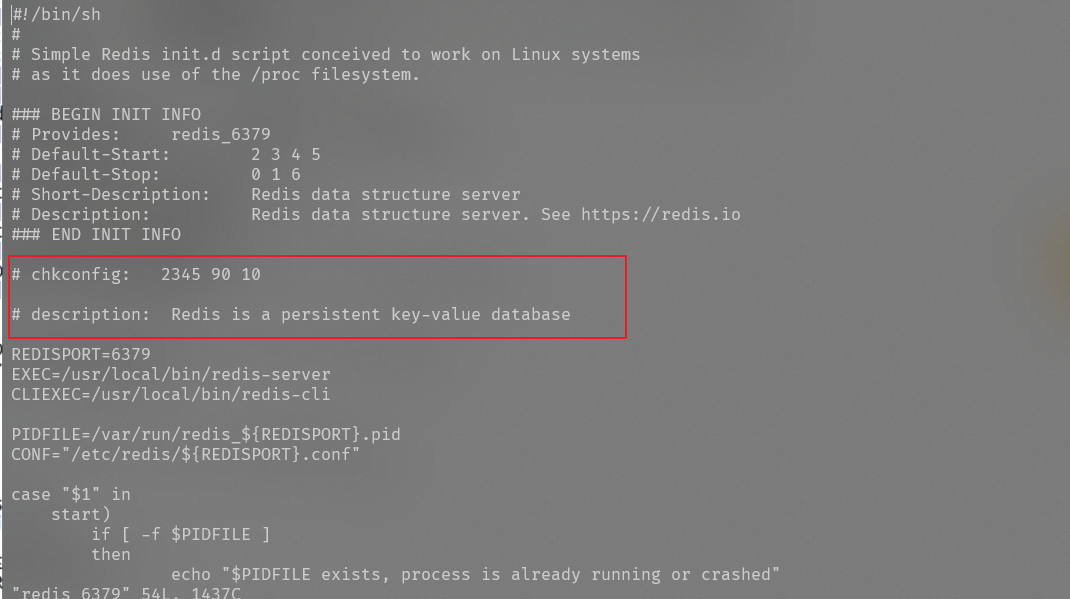 #!/bin/sh
#
# Simple Redis init.d script conceived to work on Linux systems
# as it does use of the /proc filesystem.
### BEGIN INIT INFO
# Provides:     redis_6379
# Default-Start:        2 3 4 5
# Default-Stop:         0 1 6
# Short-Description:    Redis data structure server
# Description:          Redis data structure server. See https://redis.io
### END INIT INFO
# chkconfig:   2345 90 10
# description:  Redis is a persistent key-value database
REDISPORT=6379
EXEC=/usr/local/bin/redis-server
CLIEXEC=/usr/local/bin/redis-cli
PIDFILE=/var/run/redis_${REDISPORT}.pid
CONF="/etc/redis/${REDISPORT}.conf"
case "$1" in
    start)
        if [ -f $PIDFILE ]
        then
                echo "$PIDFILE exists, process is already running or crashed"
"redis_6379" 54L, 1437C